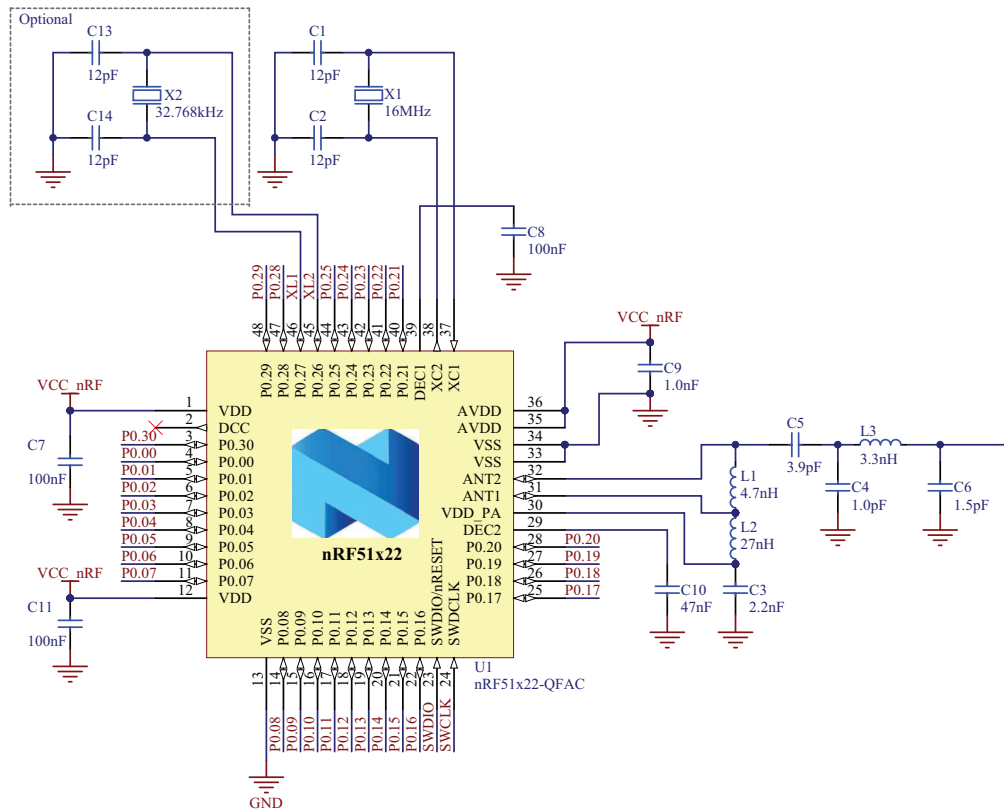 Optional
C13
12pF
X2
32.768kHz
C14
12pF
C1
12pF
X1
16MHz
C2
12pF
C8
100nF
P0.29
P0.28
XL1
XL2
P0.25
P0.24
P0.23
P0.22
P0.21
48
47
46
45
44
43
42
41
40
39
38
37
P0.29
P0.28
P0.27
P0.26
P0.25
P0.24
P0.23
P0.22
P0.21
DEC1
XC2
XC1
VCC_nRF
C9
1.0nF
VCC_nRF
C7
100nF
P0.30
P0.00
P0.01
P0.02
P0.03
P0.04
P0.05
P0.06
P0.07
VCC_nRF
C11
100nF
1
2
3
4
5
6
7
8
9
10
11
12
VDD
DCC
P0.30
P0.00
P0.01
P0.02
P0.03
P0.04
P0.05
P0.06
P0.07
VDD
nRF51x22
AVDD
AVDD
VSS
VSS
ANT2
ANT1
VDD_PA
DEC2
P0.20
P0.19
P0.18
P0.17
36
35
34
33
32
31
30
29
28
27
26
25
P0.20
P0.19
P0.18
P0.17
C5
3.9pF
L3
3.3nH
L1
4.7nH
C4
1.0pF
C6
1.5pF
L2
27nH
C10
47nF
C3
2.2nF
VSS
P0.08
P0.09
P0.10
P0.11
P0.12
P0.13
P0.14
P0.15
P0.16
SWDIO/nRESET
SWDCLK
U1
nRF51x22-QFAC
13
14
15
16
17
18
19
20
21
22
23
24
P0.08
P0.09
P0.10
P0.11
P0.12
P0.13
P0.14
P0.15
P0.16
SWDIO
SWCLK
GND